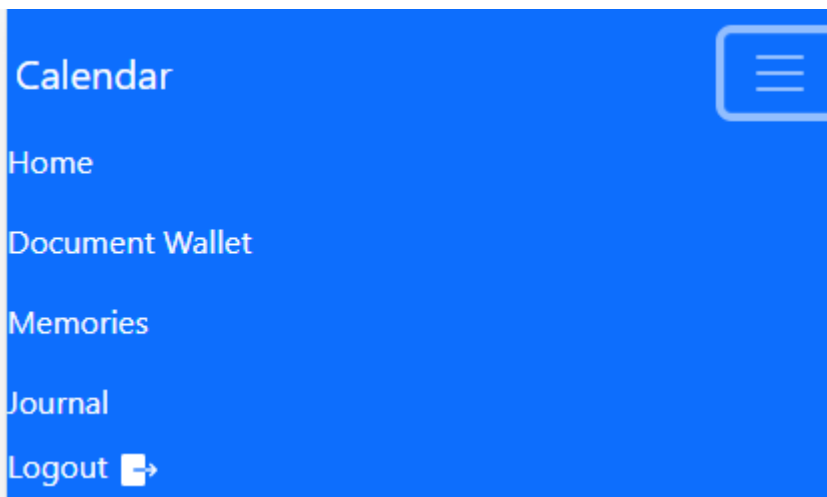 Calendar
Home
Document Wallet
Memories
Journal
Logout